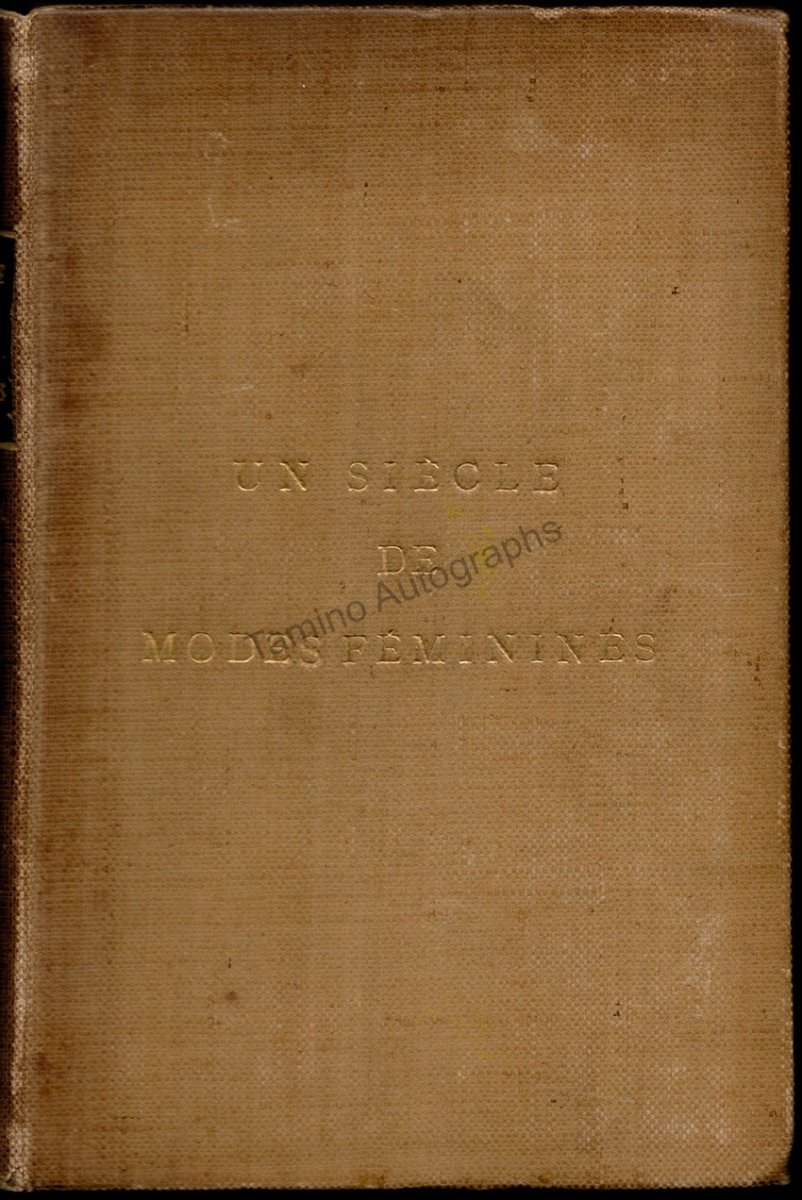 UN SIÈCLE
DE
MODES FÉMININES
Tamino Autographs